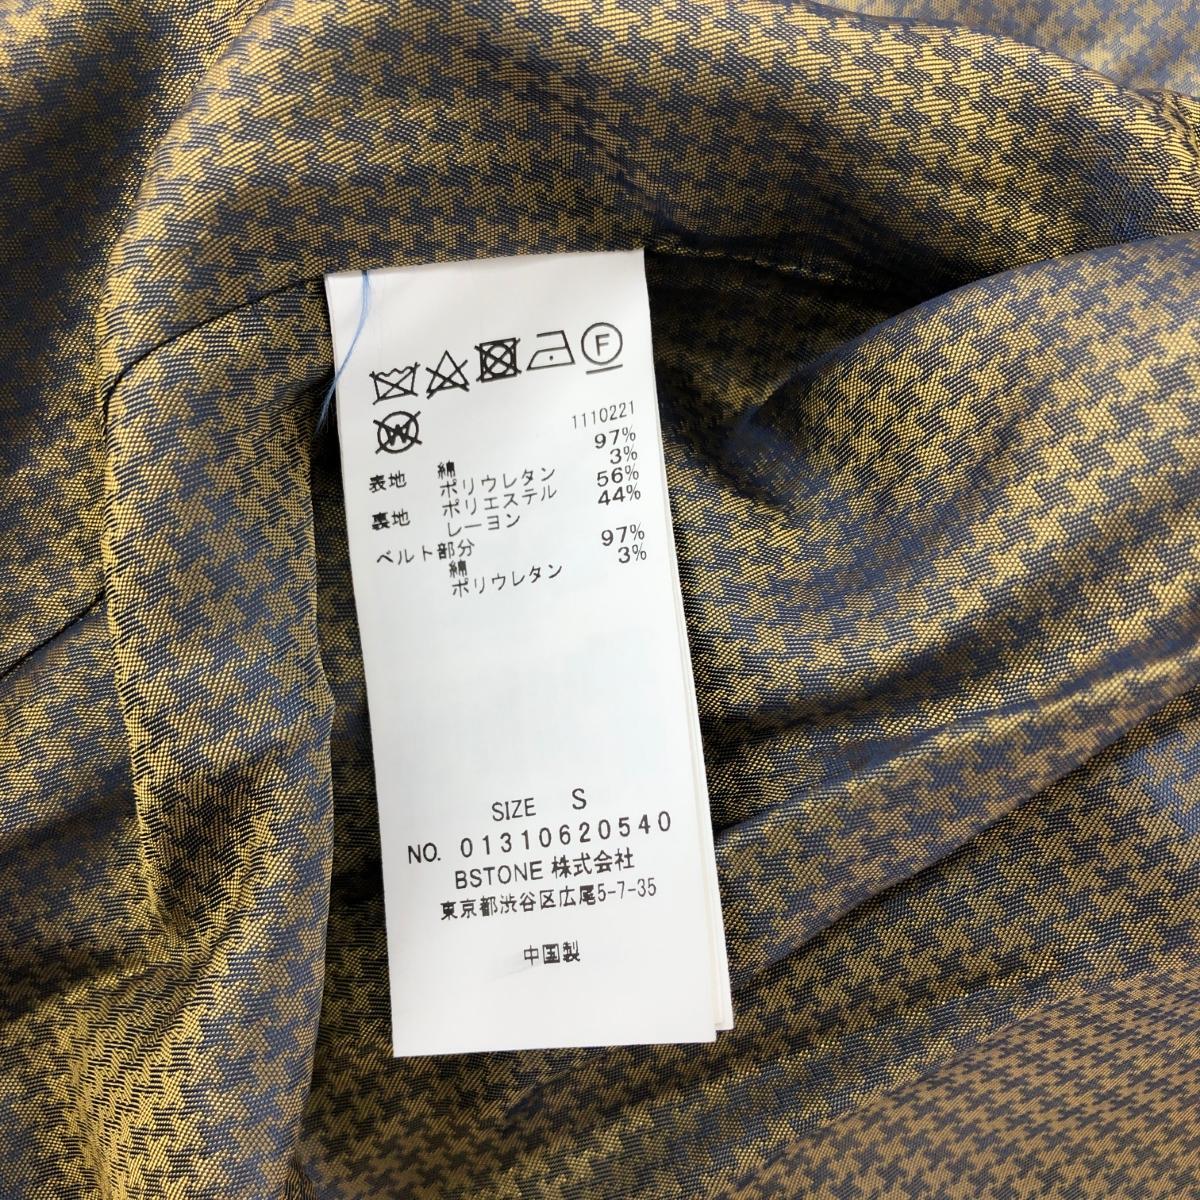 F
W
1110221
表地 綿 97%
ポリウレタン 3%
裏地 ポリエステル 56%
レーヨン 44%
ベルト部分
綿 97%
ポリウレタン 3%
SIZE S
NO. 01310620540
BSTONE 株式会社
東京都渋谷区広尾5-7-35
中国製